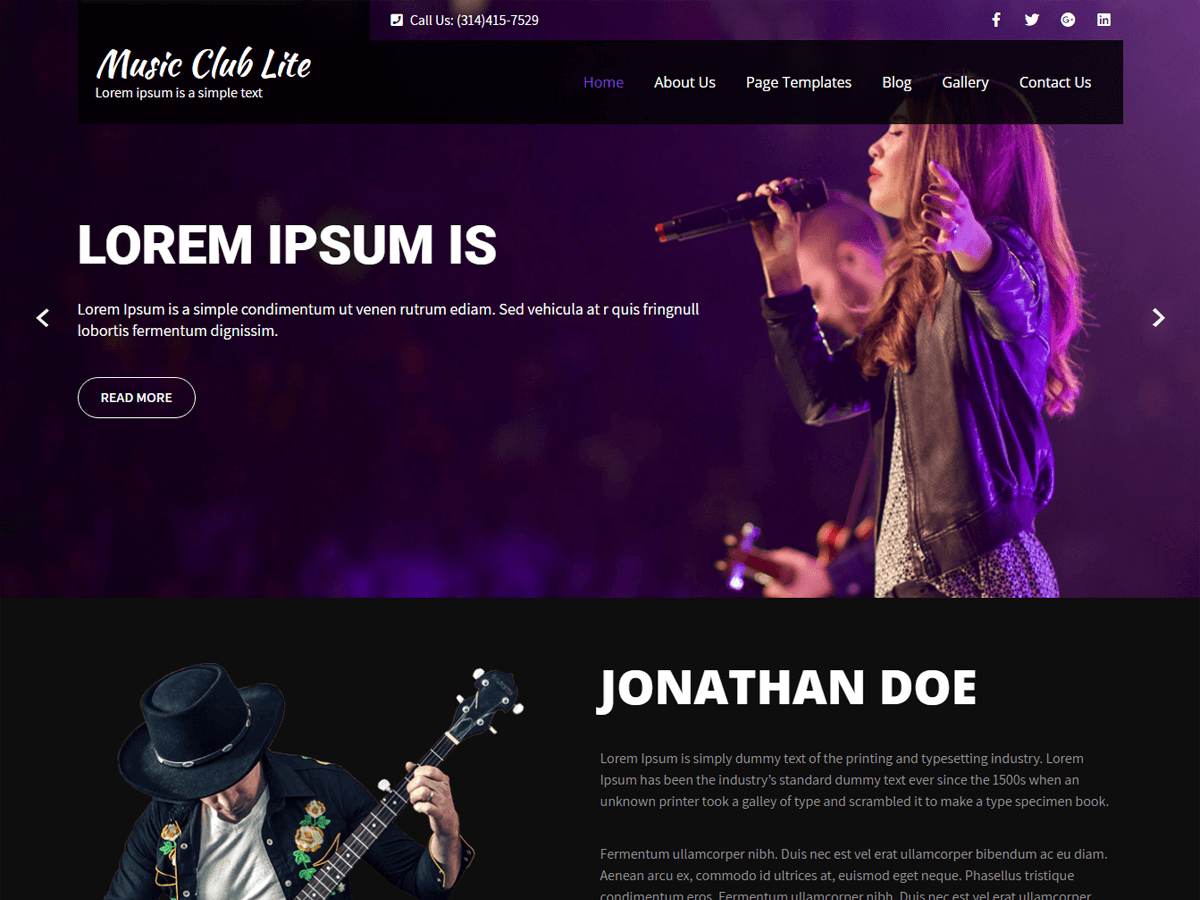 Call Us: (314)415-7529
Music Club Lite
Lorem ipsum is a simple text
Home About Us Page Templates Blog Gallery Contact Us
LOREM IPSUM IS
Lorem Ipsum is a simple condimentum ut venen rutrum ediam. Sed vehicula at r quis fringnull
lobortis fermentum dignissim.
READ MORE
JONATHAN DOE
Lorem Ipsum is simply dummy text of the printing and typesetting industry. Lorem
Ipsum has been the industry’s standard dummy text ever since the 1500s when an
unknown printer took a galley of type and scrambled it to make a type specimen book.
Fermentum ullamcorper nibh. Duis nec est vel erat ullamcorper bibendum ac eu diam.
Aenean arcu ex, commodo id ultrices at, euismod eget neque. Phasellus tristique
condimentum eros. Fermentum ullamcorper nibh. Duis nec est vel erat ullamcorper